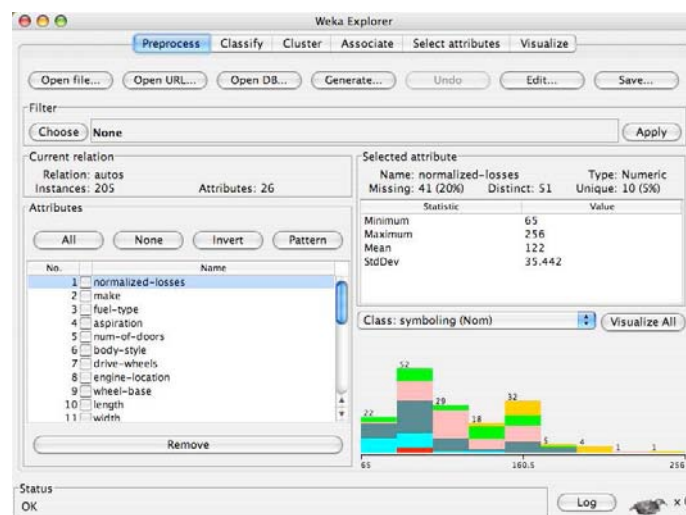 Weka Explorer
Preprocess Classify Cluster Associate Select attributes Visualize
Open file... Open URL... Open DB... Generate... Undo Edit... Save...
Filter
Choose None Apply
Current relation
Relation: autos
Instances: 205 Attributes: 26
Attributes
All None Invert Pattern
No. Name
1 normalized-losses
2 make
3 fuel-type
4 aspiration
5 num-of-doors
6 body-style
7 drive-wheels
8 engine-location
9 wheel-base
10 length
11 width
Remove
Selected attribute
Name: normalized-losses Type: Numeric
Missing: 41 (20%) Distinct: 51 Unique: 10 (5%)
Statistic Value
Minimum 65
Maximum 256
Mean 122
StdDev 35.442
Class: symboling (Nom) Visualize All
22 52 29 18 32 5 4 1 1
65 160.5 256
Status
OK
Log x